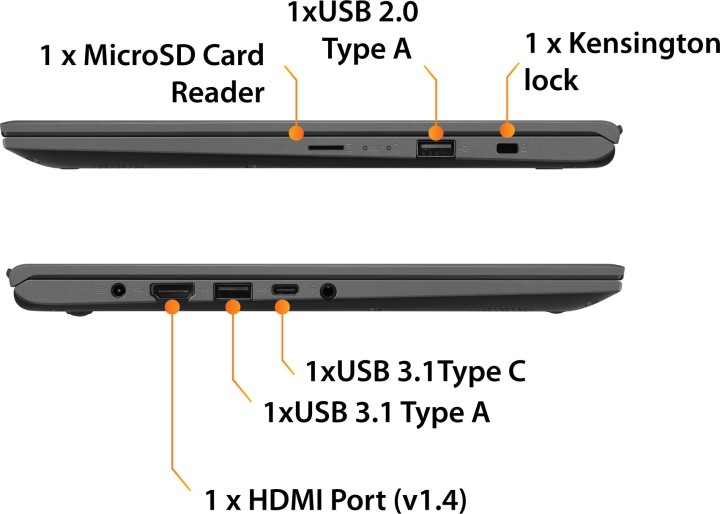 1xUSB 2.0
Type A
1 x MicroSD Card
Reader
1 x Kensington
lock
1xUSB 3.1Type C
1xUSB 3.1 Type A
1 x HDMI Port (v1.4)